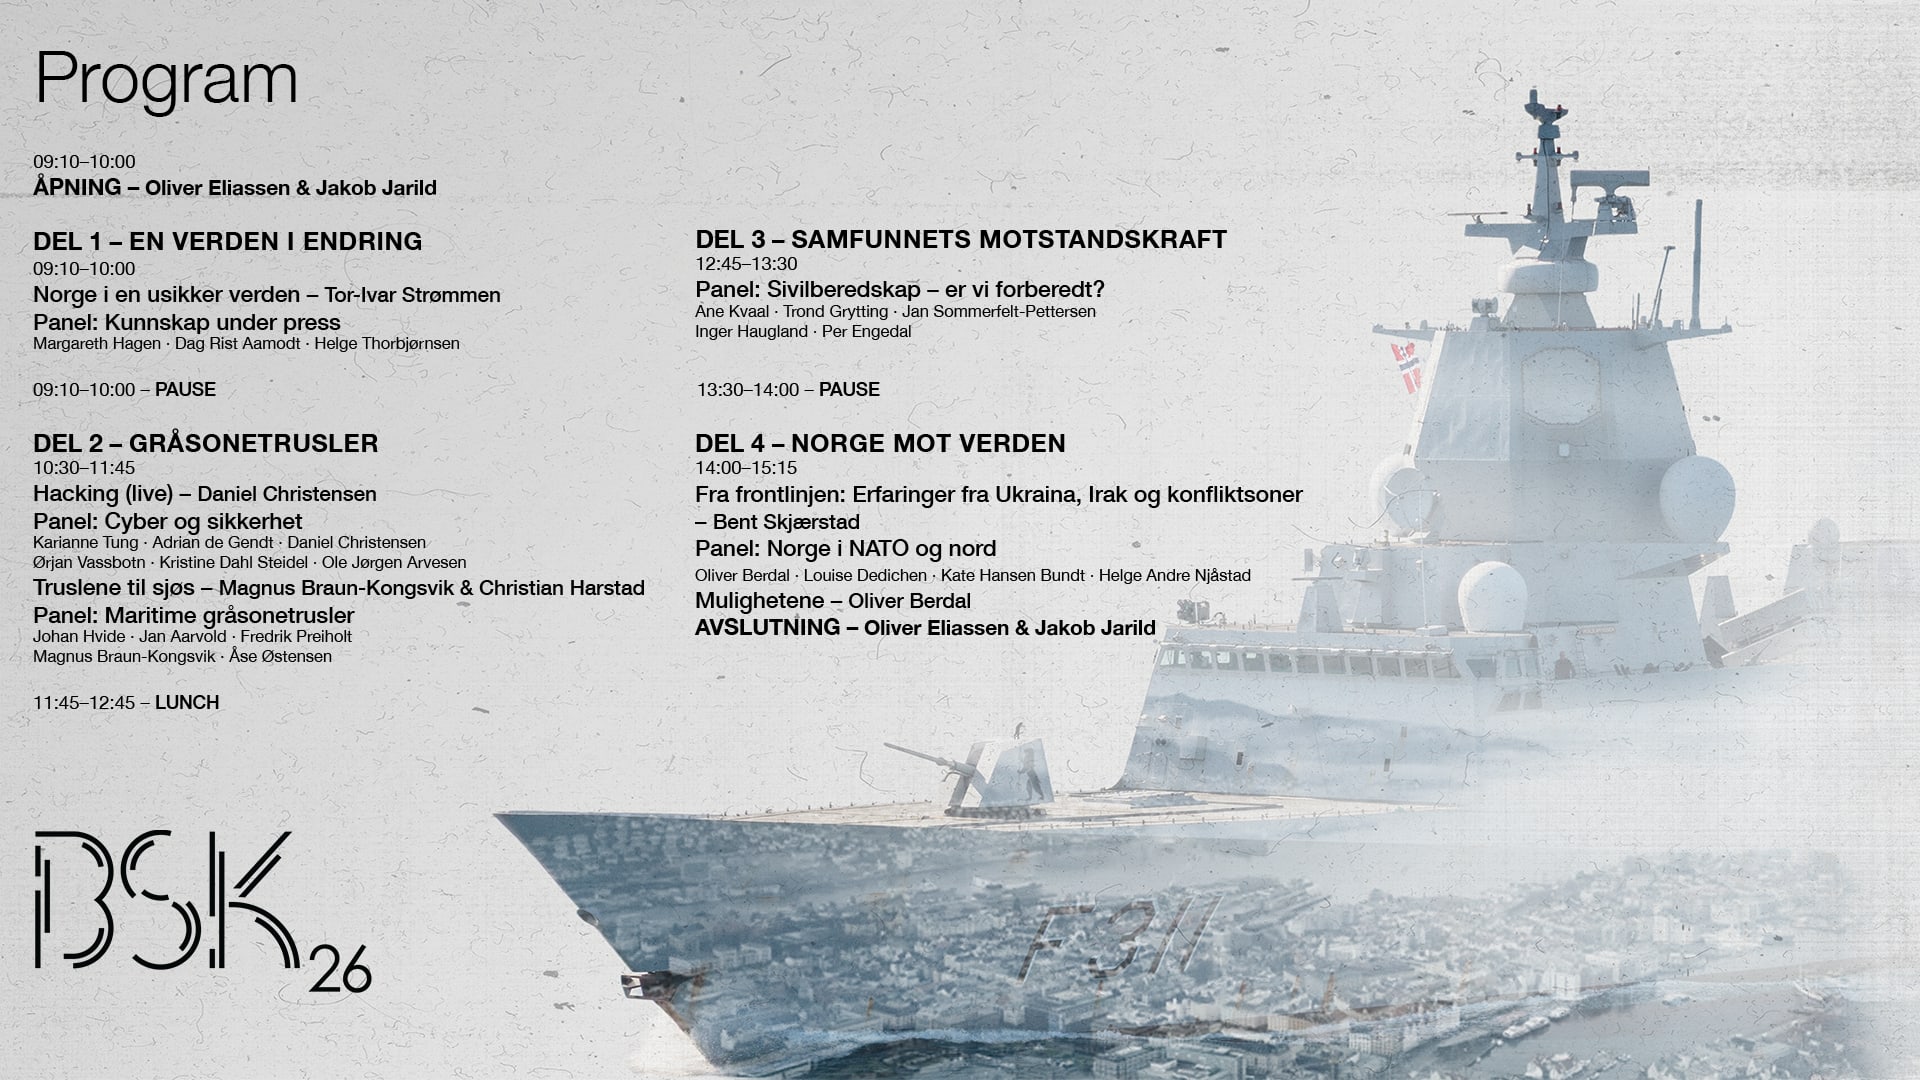 Program
09:10–10:00
ÅPNING – Oliver Eliassen & Jakob Jarild
DEL 1 – EN VERDEN I ENDRING
09:10–10:00
Norge i en usikker verden – Tor-Ivar Strømmen
Panel: Kunnskap under press
Margareth Hagen · Dag Rist Aamodt · Helge Thorbjørnsen
09:10–10:00 – PAUSE
DEL 2 – GRÅSONETRUSLER
10:30–11:45
Hacking (live) – Daniel Christensen
Panel: Cyber og sikkerhet
Karianne Tung · Adrian de Gendt · Daniel Christensen
Ørjan Vassbotn · Kristine Dahl Steidel · Ole Jørgen Arvesen
Truslene til sjøs – Magnus Braun-Kongsvik & Christian Harstad
Panel: Maritime gråsonetrusler
Johan Hvide · Jan Aarvold · Fredrik Preiholt
Magnus Braun-Kongsvik · Åse Østensen
11:45–12:45 – LUNCH
DEL 3 – SAMFUNNETS MOTSTANDSKRAFT
12:45–13:30
Panel: Sivilberedskap – er vi forberedt?
Ane Kvaal · Trond Grytting · Jan Sommerfelt-Pettersen
Inger Haugland · Per Engedal
13:30–14:00 – PAUSE
DEL 4 – NORGE MOT VERDEN
14:00–15:15
Fra frontlinjen: Erfaringer fra Ukraina, Irak og konfliktsoner
– Bent Skjærstad
Panel: Norge i NATO og nord
Oliver Berdal · Louise Dedichen · Kate Hansen Bundt · Helge Andre Njåstad
Mulighetene – Oliver Berdal
AVSLUTNING – Oliver Eliassen & Jakob Jarild
BSK26
F311